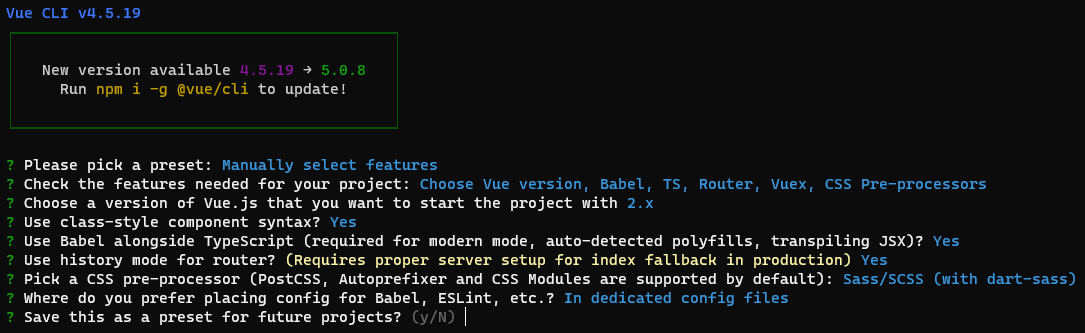 Vue CLI v4.5.19
New version available 4.5.19 → 5.0.8
Run npm i -g @vue/cli to update!
? Please pick a preset: Manually select features
? Check the features needed for your project: Choose Vue version, Babel, TS, Router, Vuex, CSS Pre-processors
? Choose a version of Vue.js that you want to start the project with 2.x
? Use class-style component syntax? Yes
? Use Babel alongside TypeScript (required for modern mode, auto-detected polyfills, transpiling JSX)? Yes
? Use history mode for router? (Requires proper server setup for index fallback in production) Yes
? Pick a CSS pre-processor (PostCSS, Autoprefixer and CSS Modules are supported by default): Sass/SCSS (with dart-sass)
? Where do you prefer placing config for Babel, ESLint, etc.? In dedicated config files
? Save this as a preset for future projects? (y/N)